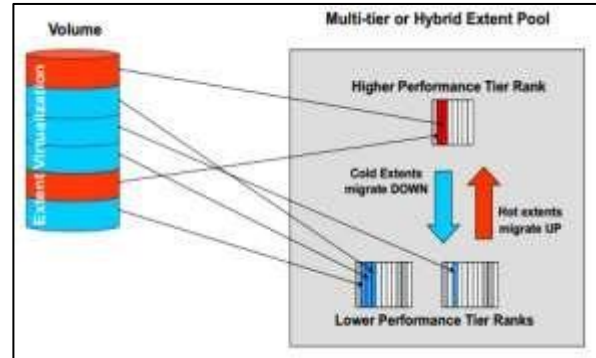 Multi-tier or Hybrid Extent Pool
Volume
Extent Virtualization
Higher Performance Tier Rank
Cold Extents
migrate DOWN
Hot extents
migrate UP
Lower Performance Tier Ranks